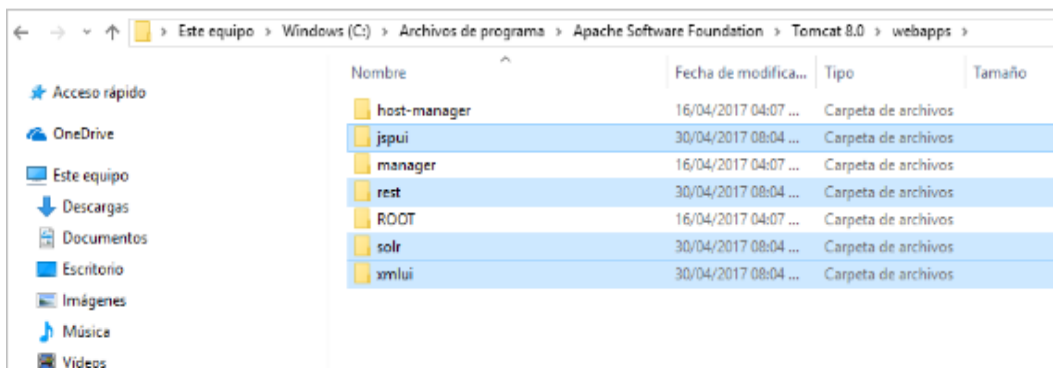 Este equipo > Windows (C:) > Archivos de programa > Apache Software Foundation > Tomcat 8.0 > webapps >
Nombre Fecha de modifica... Tipo Tamaño
Acceso rápido
OneDrive
Este equipo
Descargas
Documentos
Escritorio
Imágenes
Música
Vídeos
host-manager 16/04/2017 04:07 ... Carpeta de archivos
jspui 30/04/2017 08:04 ... Carpeta de archivos
manager 16/04/2017 04:07 ... Carpeta de archivos
rest 30/04/2017 08:04 ... Carpeta de archivos
ROOT 16/04/2017 04:07 ... Carpeta de archivos
solr 30/04/2017 08:04 ... Carpeta de archivos
xmlui 30/04/2017 08:04 ... Carpeta de archivos